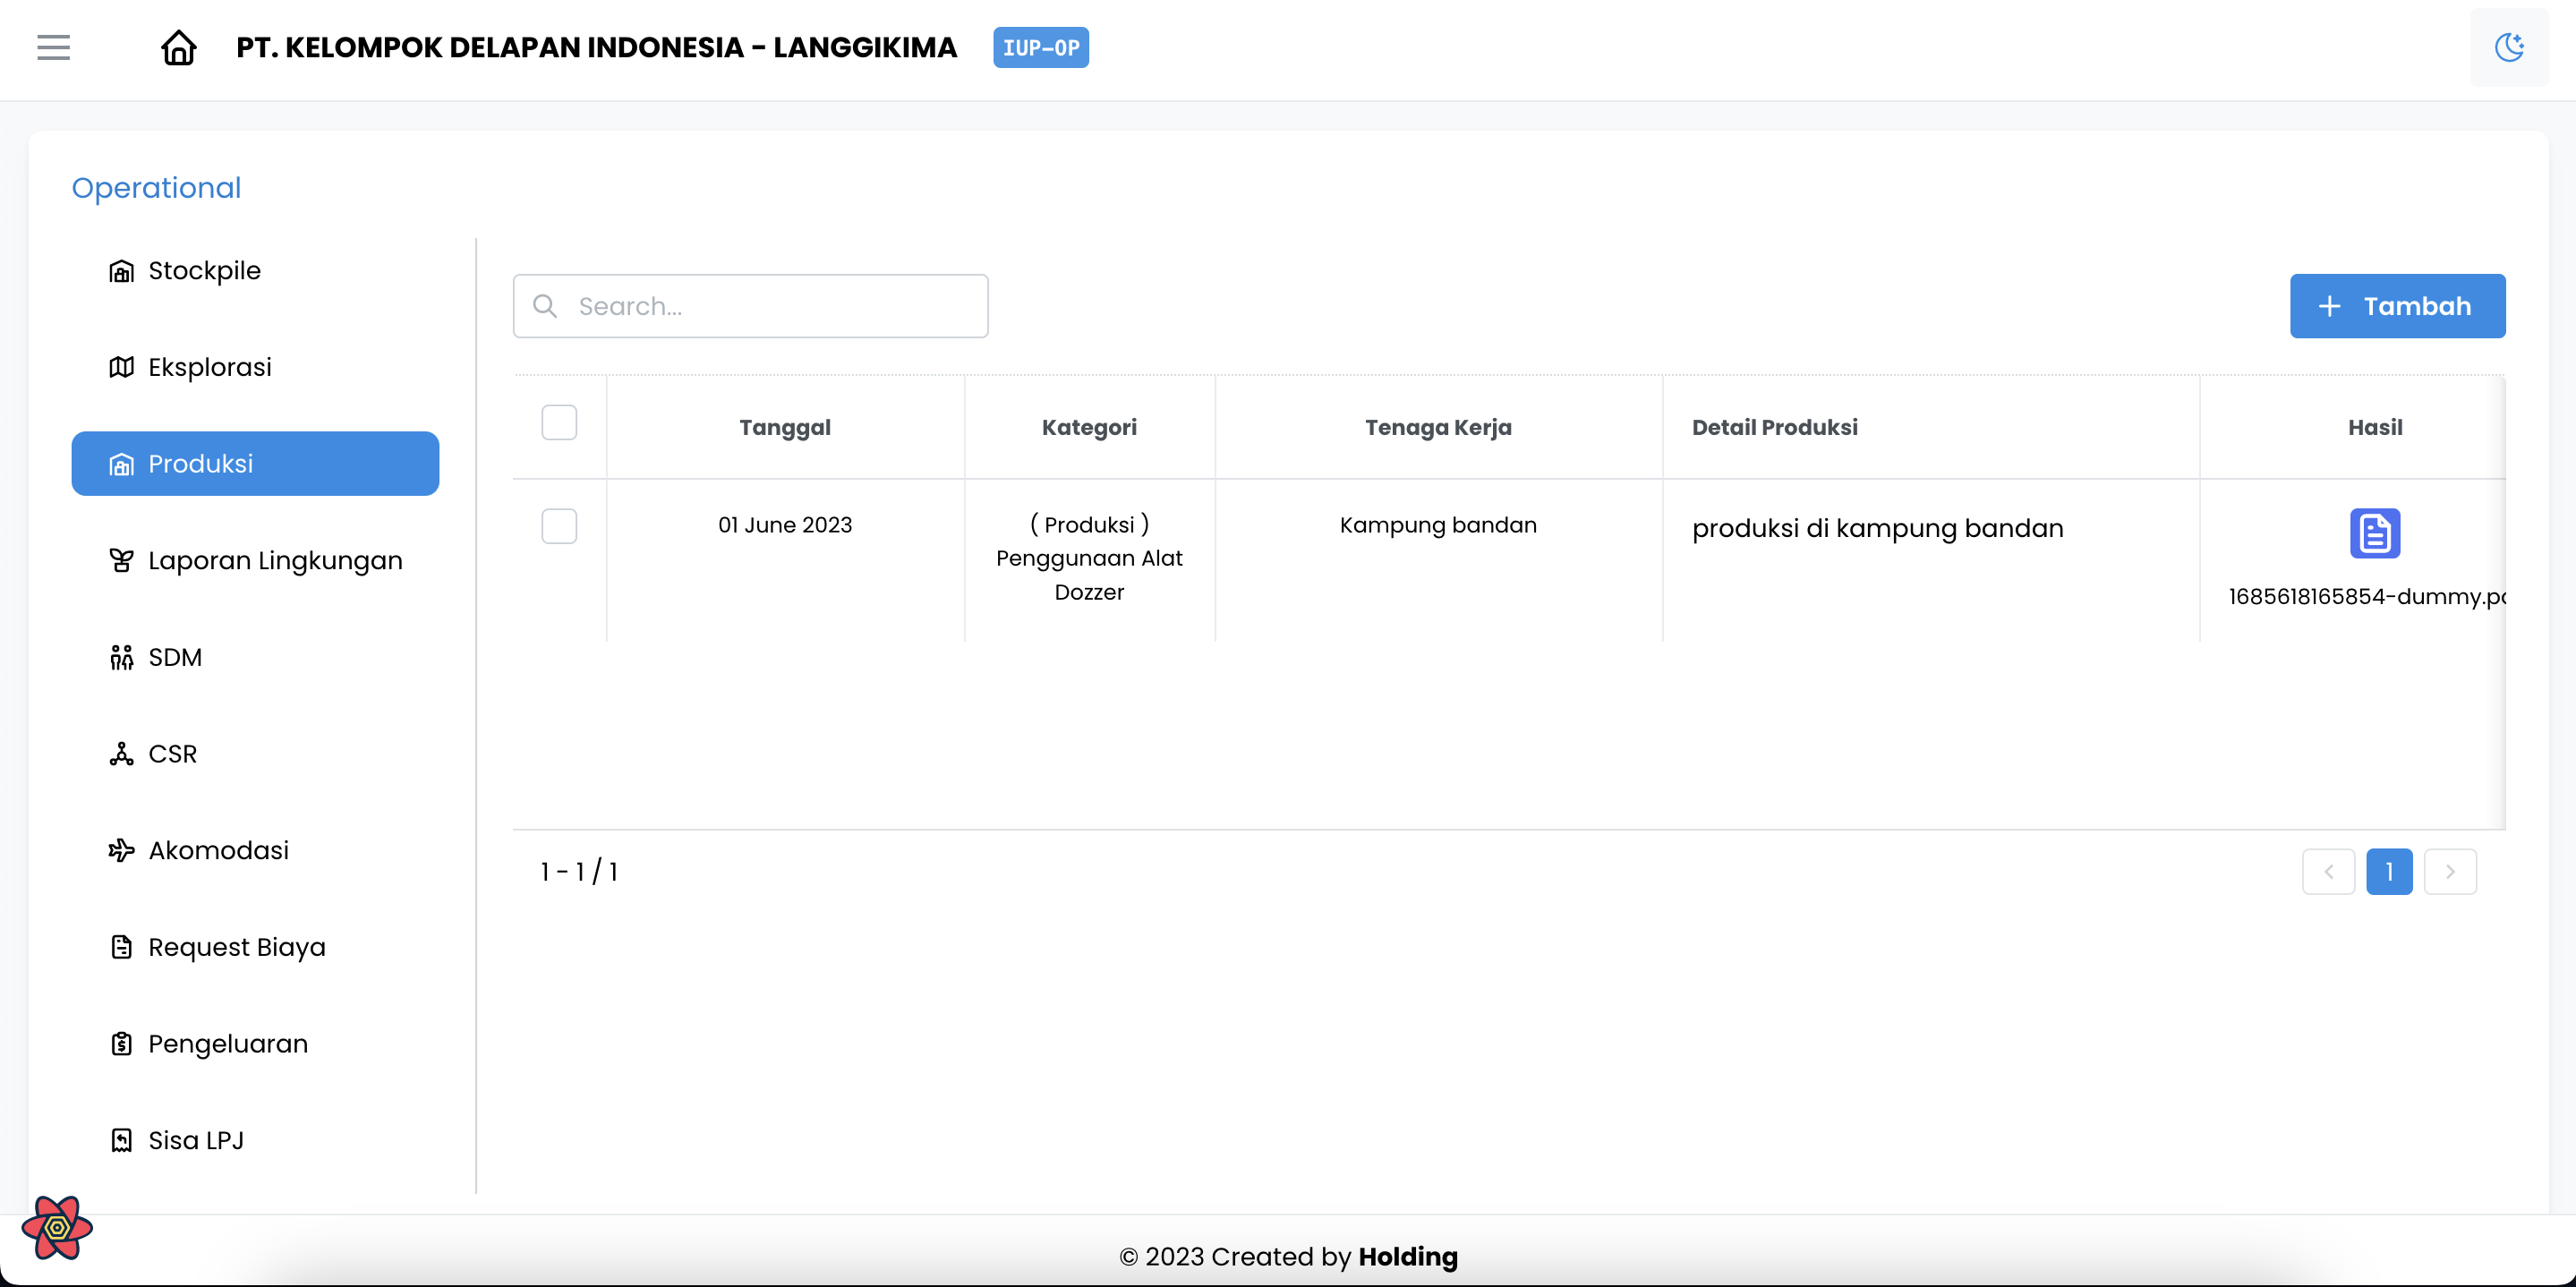 PT. KELOMPOK DELAPAN INDONESIA - LANGGIKIMA
IUP-OP
Operational
Stockpile
Eksplorasi
Produksi
Laporan Lingkungan
SDM
CSR
Akomodasi
Request Biaya
Pengeluaran
Sisa LPJ
Search...
+ Tambah
Tanggal
Kategori
Tenaga Kerja
Detail Produksi
Hasil
01 June 2023
( Produksi )
Penggunaan Alat
Dozzer
Kampung bandan
produksi di kampung bandan
1685618165854-dummy.pd
1 - 1 / 1
1
© 2023 Created by Holding